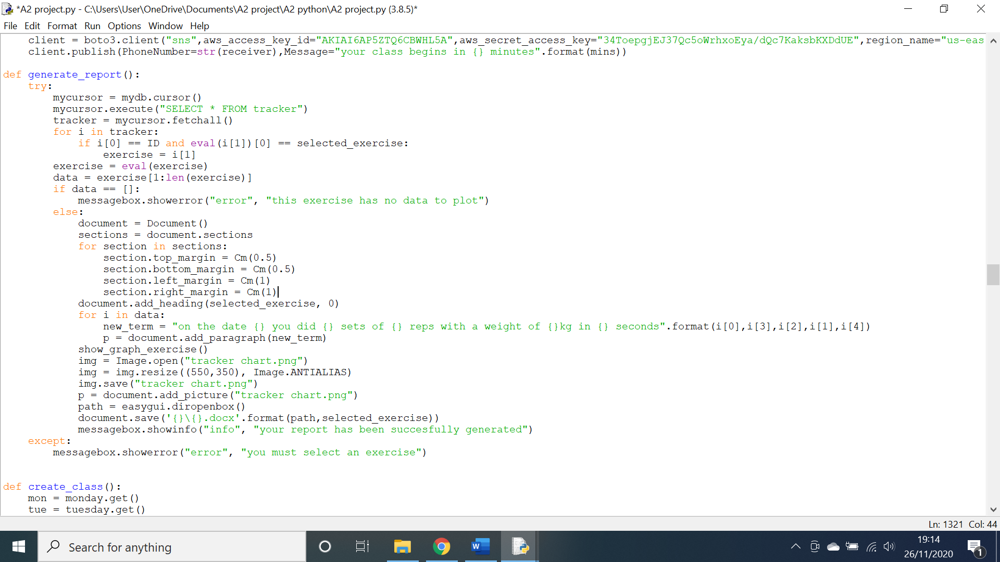 *A2 project.py - C:\Users\User\OneDrive\Documents\A2 project\A2 python\A2 project.py (3.8.5)*
File Edit Format Run Options Window Help
    client = boto3.client("sns",aws_access_key_id="AKIAI6AP5ZTQ6CBWHL5A",aws_secret_access_key="34ToepgjEJ37Qc5oWrhxoEya/dQc7KaksbKXDdUE",region_name="us-eas
    client.publish(PhoneNumber=str(receiver),Message="your class begins in {} minutes".format(mins))
def generate_report():
    try:
        mycursor = mydb.cursor()
        mycursor.execute("SELECT * FROM tracker")
        tracker = mycursor.fetchall()
        for i in tracker:
            if i[0] == ID and eval(i[1])[0] == selected_exercise:
                exercise = i[1]
        exercise = eval(exercise)
        data = exercise[1:len(exercise)]
        if data == []:
            messagebox.showerror("error", "this exercise has no data to plot")
        else:
            document = Document()
            sections = document.sections
            for section in sections:
                section.top_margin = Cm(0.5)
                section.bottom_margin = Cm(0.5)
                section.left_margin = Cm(1)
                section.right_margin = Cm(1)
            document.add_heading(selected_exercise, 0)
            for i in data:
                new_term = "on the date {} you did {} sets of {} reps with a weight of {}kg in {} seconds".format(i[0],i[3],i[2],i[1],i[4])
                p = document.add_paragraph(new_term)
            show_graph_exercise()
            img = Image.open("tracker chart.png")
            img = img.resize((550,350), Image.ANTIALIAS)
            img.save("tracker chart.png")
            p = document.add_picture("tracker chart.png")
            path = easygui.diropenbox()
            document.save('{}\{}.docx'.format(path,selected_exercise))
            messagebox.showinfo("info", "your report has been succesfully generated")
    except:
        messagebox.showerror("error", "you must select an exercise")
def create_class():
    mon = monday.get()
    tue = tuesday.get()
Ln: 1321 Col: 44
Search for anything
W
19:14
26/11/2020
1